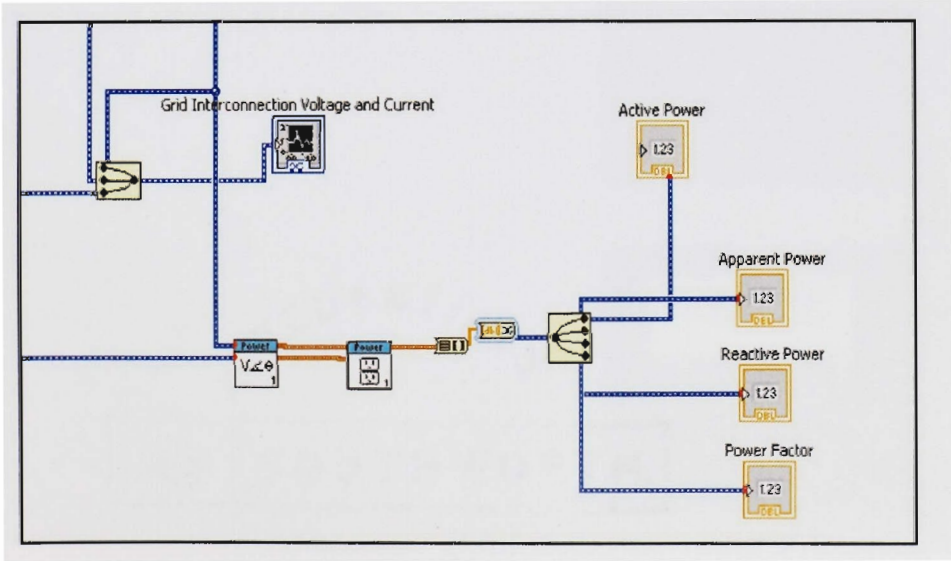 Grid Interconnection Voltage and Current
Active Power
1.23
DBL
Apparent Power
1.23
DBL
Power
V∠θ
1
Power
1
Reactive Power
1.23
DBL
Power Factor
1.23
DBL